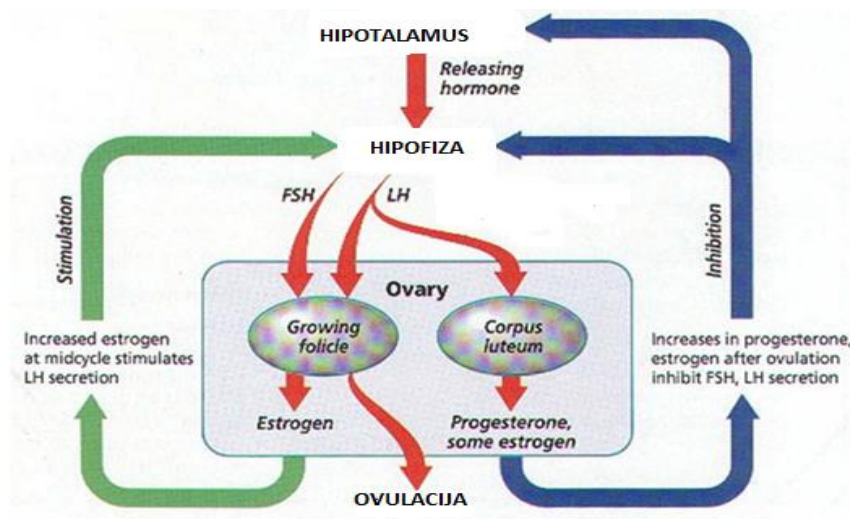 HIPOTALAMUS
Releasing
hormone
HIPOFIZA
FSH
LH
Stimulation
Inhibition
Ovary
Growing
folicle
Corpus
luteum
Increased estrogen
at midcycle stimulates
LH secretion
Increases in progesterone,
estrogen after ovulation
inhibit FSH, LH secretion
Estrogen
Progesterone,
some estrogen
OVULACIJA